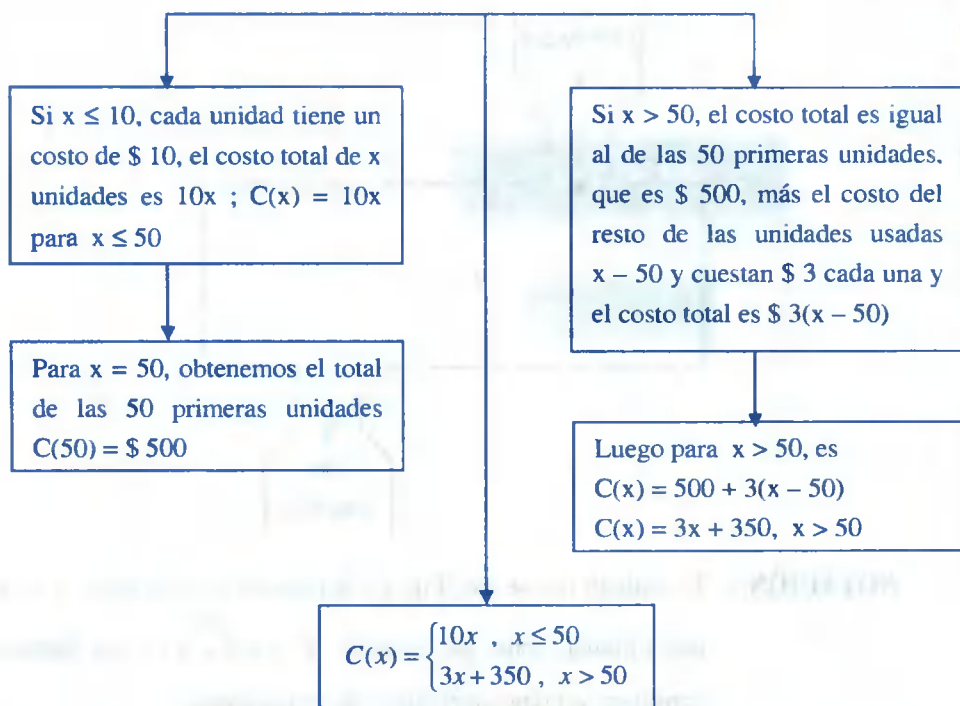 Si x ≤ 10, cada unidad tiene un
costo de $ 10, el costo total de x
unidades es 10x ; C(x) = 10x
para x ≤ 50
Para x = 50, obtenemos el total
de las 50 primeras unidades
C(50) = $ 500
Si x > 50, el costo total es igual
al de las 50 primeras unidades.
que es $ 500, más el costo del
resto de las unidades usadas
x – 50 y cuestan $ 3 cada una y
el costo total es $ 3(x – 50)
Luego para x > 50, es
C(x) = 500 + 3(x – 50)
C(x) = 3x + 350, x > 50
C(x) = { 10x , x ≤ 50
3x + 350 , x > 50